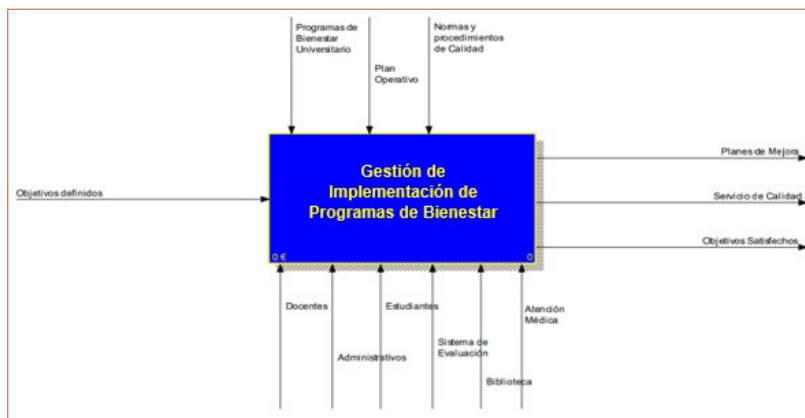 Programas de
Bienestar
Universitario
Plan
Operativo
Normas y
procedimientos
de Calidad
Objetivos definidos
Gestión de
Implementación de
Programas de Bienestar
0 €
0
Planes de Mejora
Servicio de Calidad
Objetivos Satisfechos
Docentes
Administrativos
Estudiantes
Sistema de
Evaluación
Biblioteca
Atención
Médica